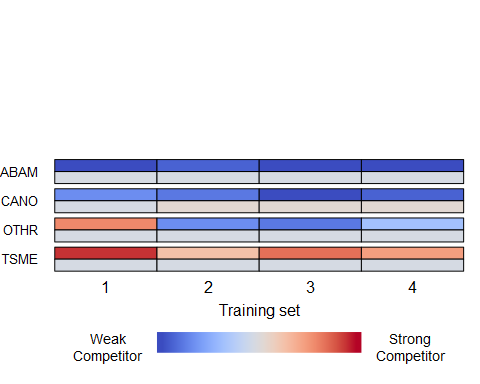 ABAM
CANO
OTHR
TSME
1 2 3 4
Training set
Weak Competitor
Strong Competitor